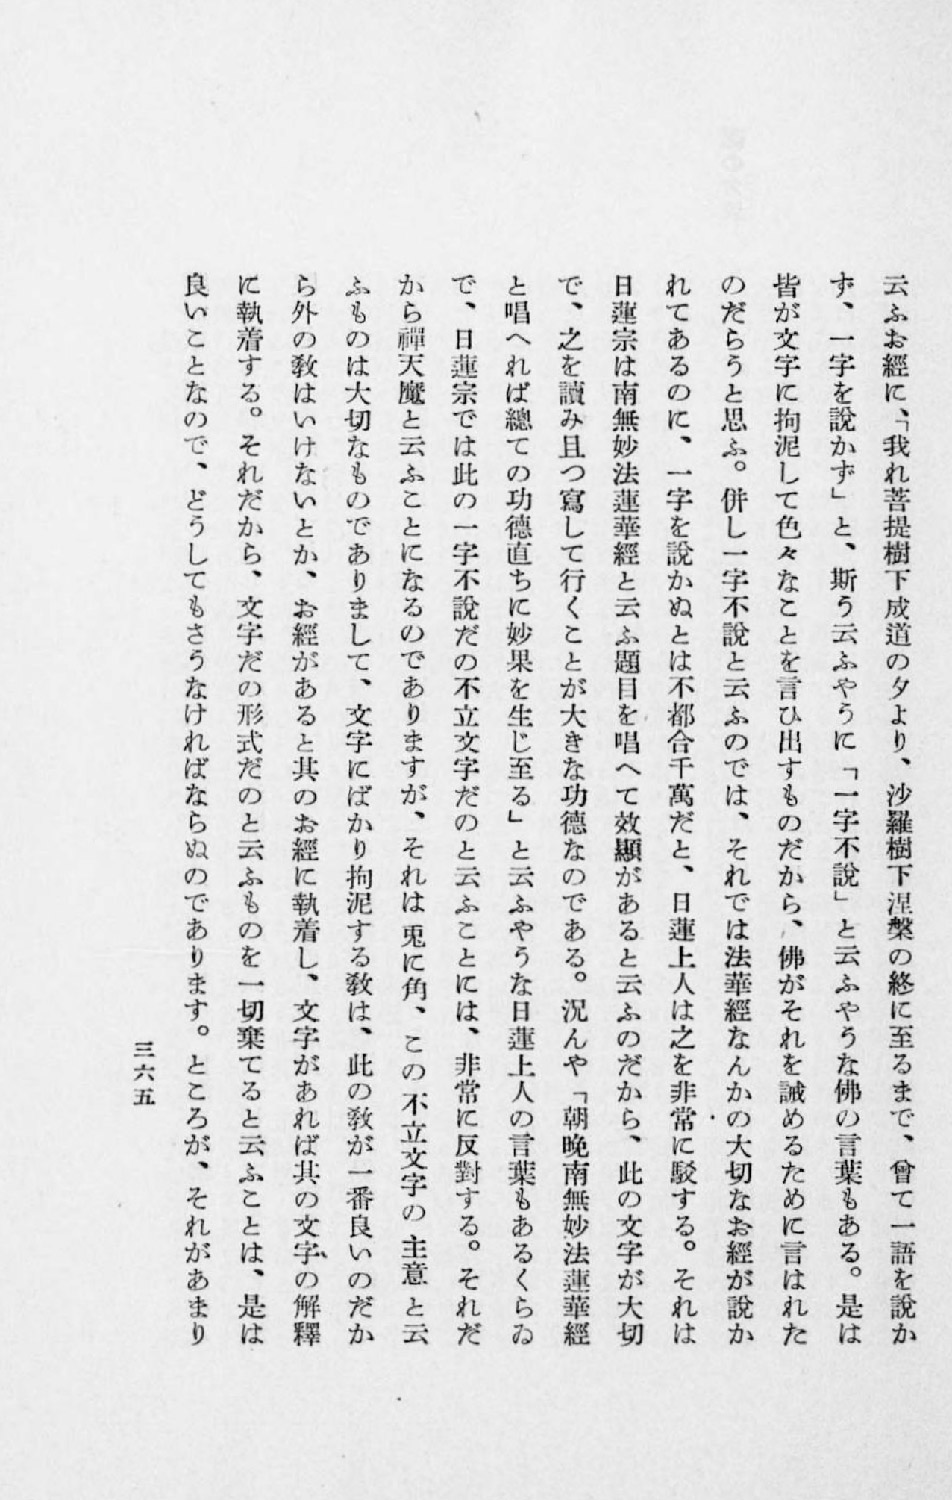 云ふお經に、「我れ菩提樹下成道の夕より、沙羅樹下涅槃の終に至るまで、曾て一語を說か
ず、一字を說かず」と、斯う云ふやうに「一字不說」と云ふやうな佛の言葉もある。是は
皆が文字に拘泥して色々なことを言ひ出すものだから、佛がそれを誡めるために言はれた
のだらうと思ふ。併し一字不說と云ふのでは、それでは法華經なんかの大切なお經が說か
れてあるのに、一字を說かぬとは不都合千萬だと、日蓮上人は之を非常に駁する。それは
日蓮宗は南無妙法蓮華經と云ふ題目を唱へて效顯があると云ふのだから、此の文字が大切
で、之を讀み且つ寫して行くことが大きな功德なのである。況んや「朝晚南無妙法蓮華經
と唱へれば總ての功德直ちに妙果を生じ至る」と云ふやうな日蓮上人の言葉もあるくらゐ
で、日蓮宗では此の一字不說だの不立文字だのと云ふことには、非常に反對する。それだ
から禪天魔と云ふことになるのでありますが、それは兎に角、この不立文字の主意と云
ふものは大切なものでありまして、文字にばかり拘泥する敎は、此の敎が一番良いのだか
ら外の敎はいけないとか、お經があると其のお經に執着し、文字があれば其の文字の解釋
に執着する。それだから、文字だの形式だのと云ふものを一切棄てると云ふことは、是は
良いことなので、どうしてもさうなければならぬのであります。ところが、それがあまり
三六五